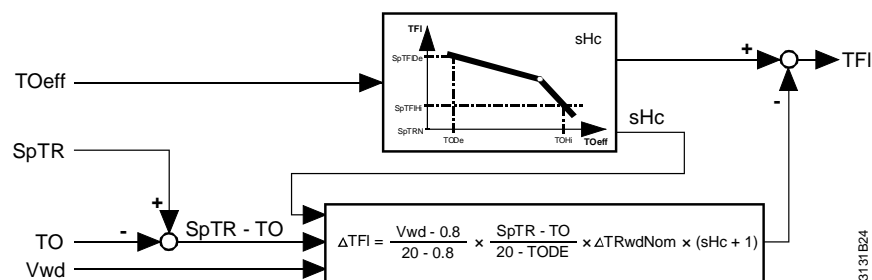 TFI
sHc
SpTFIDe
SpTFIHi
SpTRN
TODe
TOHi
TOeff
TOeff
+
TFI
-
sHc
SpTR
+
-
SpTR - TO
TO
Vwd
ΔTFI = Vwd - 0.8 / 20 - 0.8 × SpTR - TO / 20 - TODE × ΔTRwdNom × (sHc + 1)
3131B24